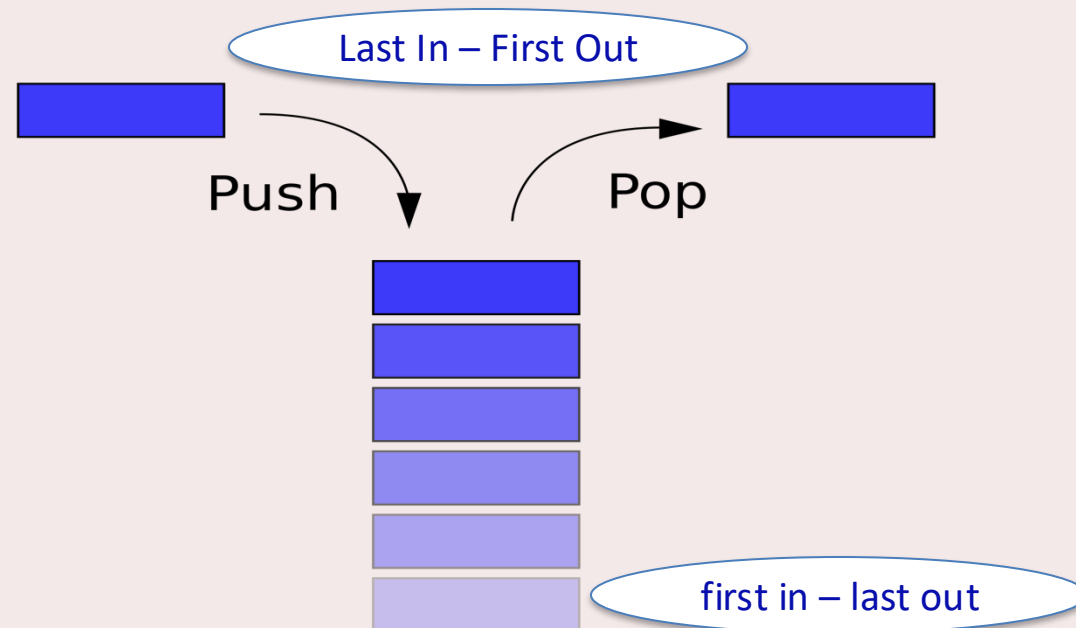 Last In – First Out
Push
Pop
first in – last out